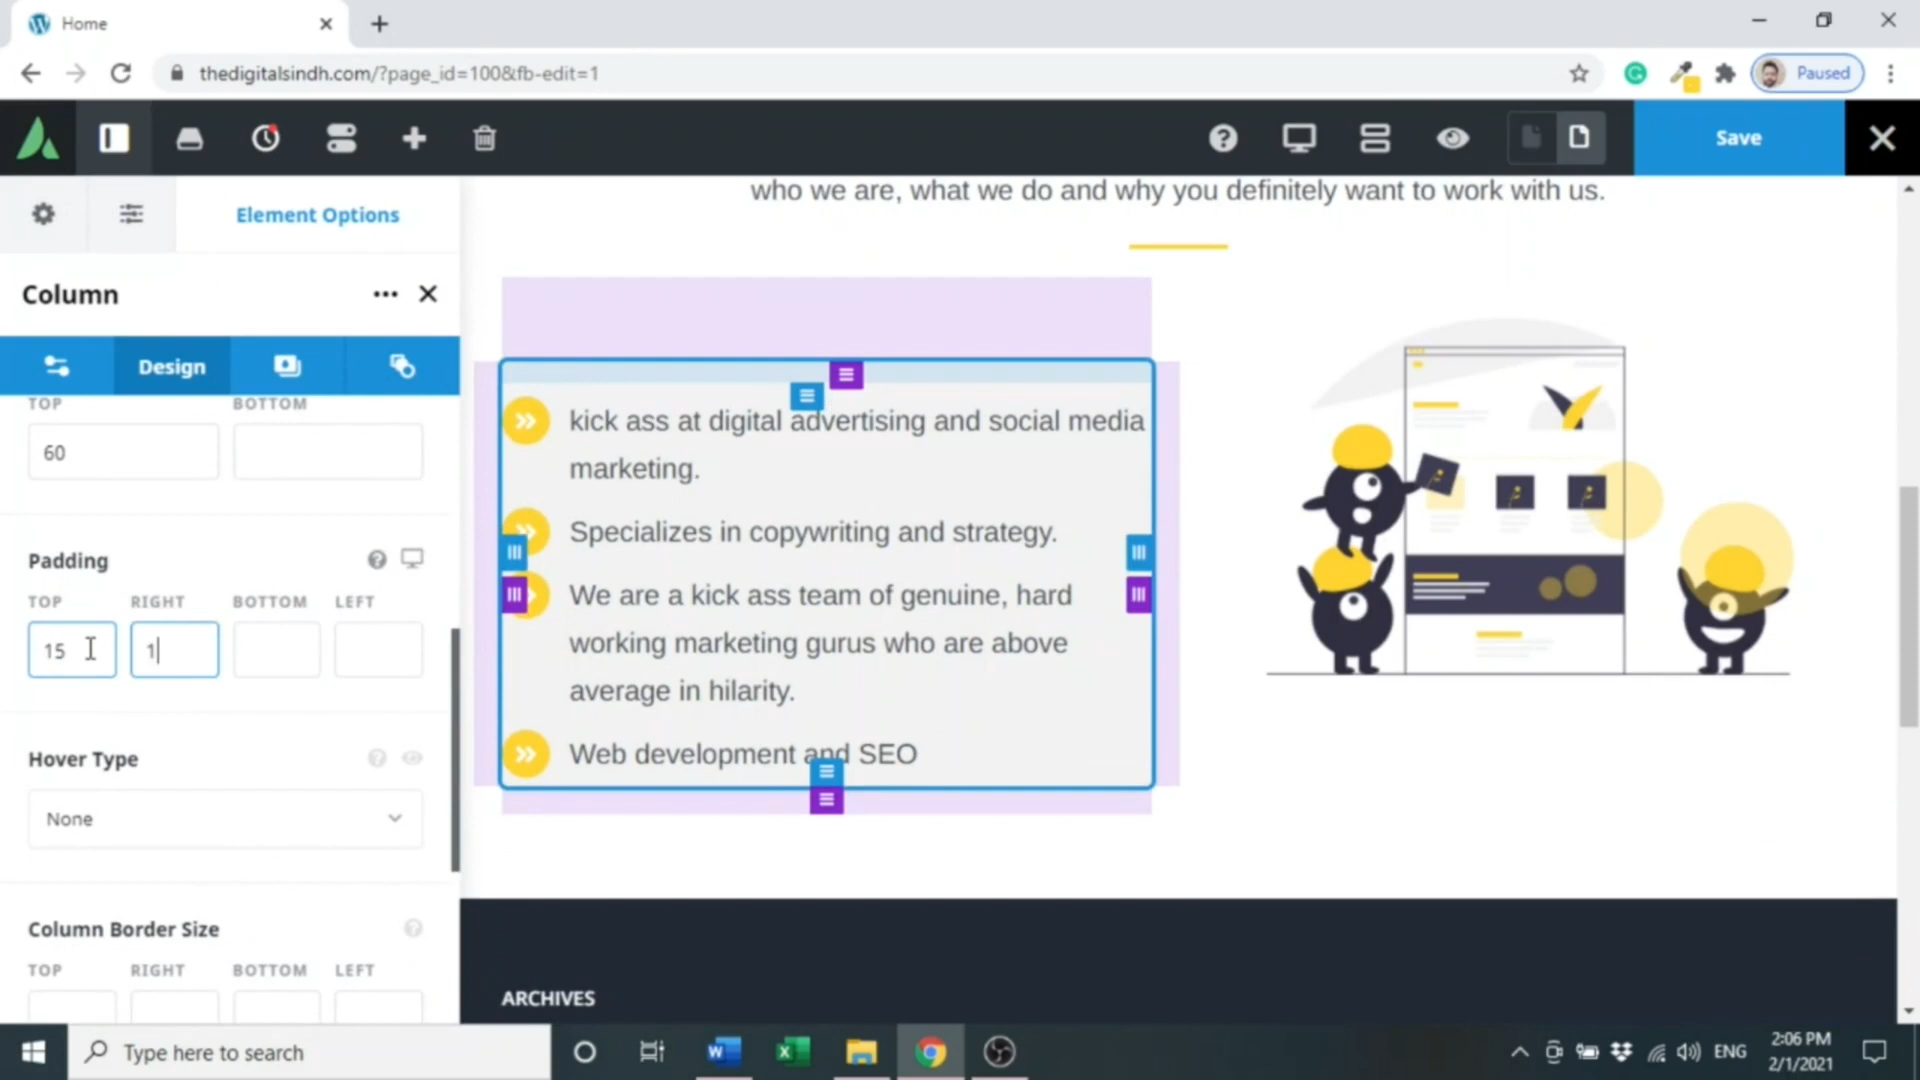 Home
thedigitalsindh.com/?page_id=100&fb-edit=1
Paused
Save
Element Options
who we are, what we do and why you definitely want to work with us.
Column
Design
TOP BOTTOM
60
Padding
TOP RIGHT BOTTOM LEFT
15 1
Hover Type
None
Column Border Size
TOP RIGHT BOTTOM LEFT
kick ass at digital advertising and social media
marketing.
Specializes in copywriting and strategy.
We are a kick ass team of genuine, hard
working marketing gurus who are above
average in hilarity.
Web development and SEO
ARCHIVES
Type here to search
ENG
2:06 PM
2/1/2021